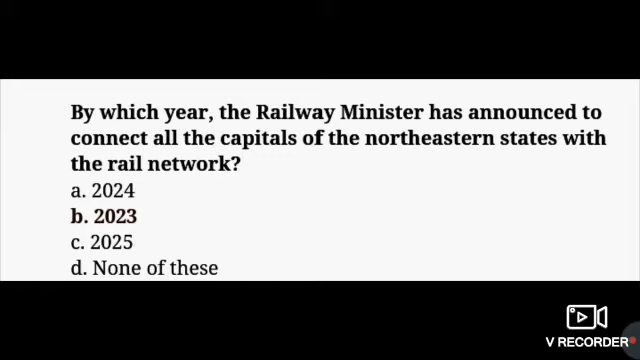 By which year, the Railway Minister has announced to
connect all the capitals of the northeastern states with
the rail network?
a. 2024
b. 2023
c. 2025
d. None of these
V RECORDER